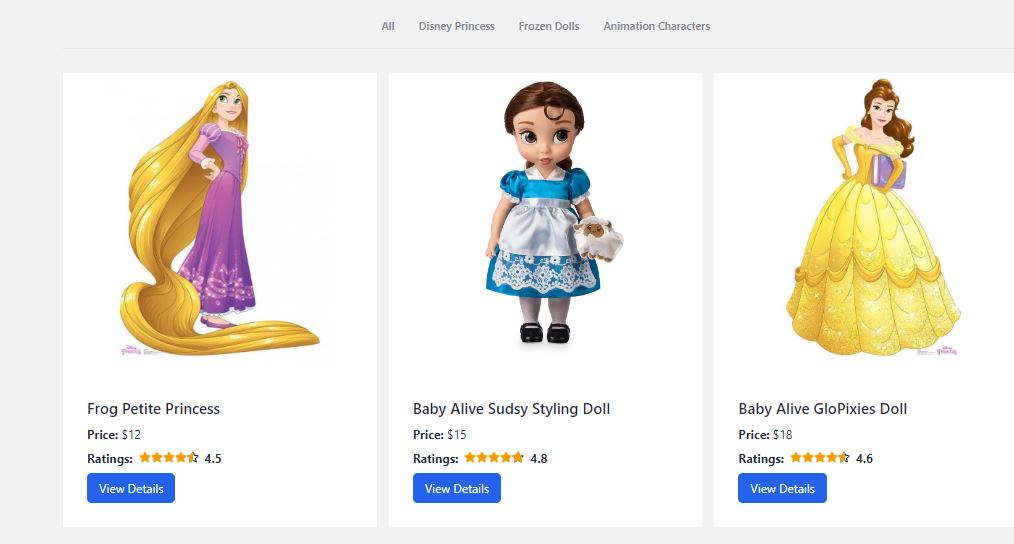 All Disney Princess Frozen Dolls Animation Characters
Frog Petite Princess
Price: $12
Ratings: 4.5
View Details
Baby Alive Sudsy Styling Doll
Price: $15
Ratings: 4.8
View Details
Baby Alive GloPixies Doll
Price: $18
Ratings: 4.6
View Details